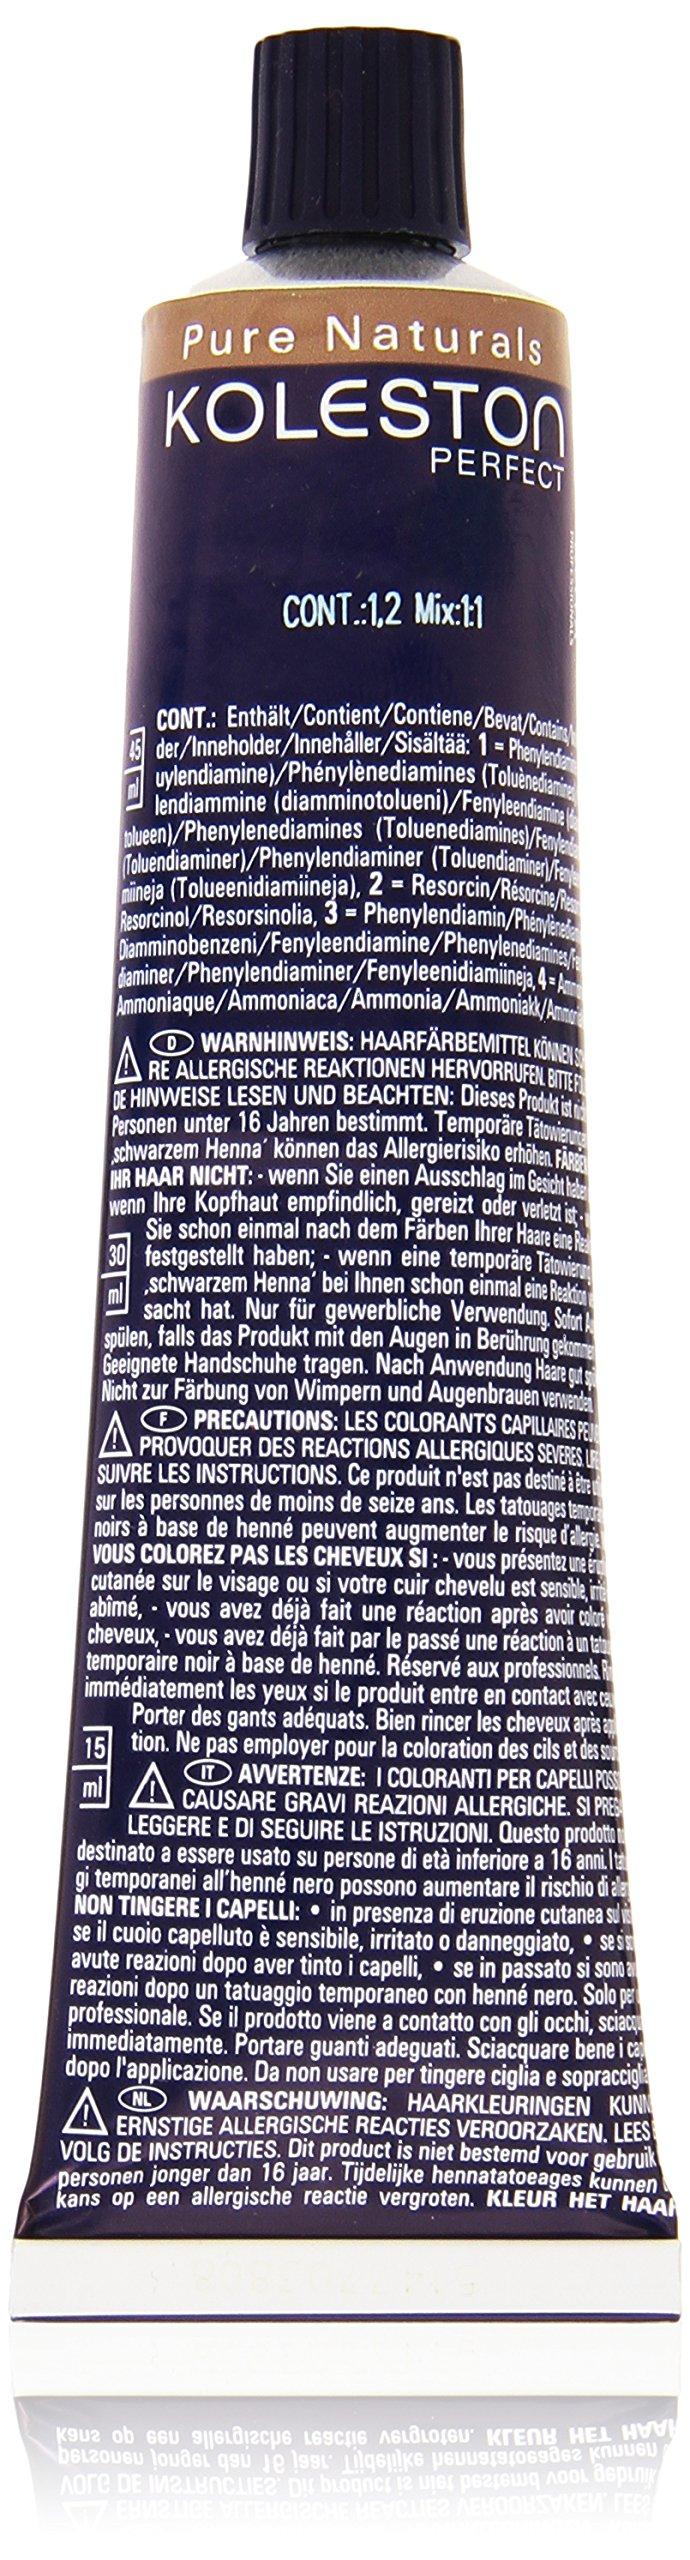 Pure Naturals
KOLESTON
PERFECT
PROFESSIONALS
CONT.:1,2 Mix:1:1
CONT.: Enthält/Contient/Contiene/Bevat/Contains/
45 ml
der/Inneholder/Innehåller/Sisältää: 1 =
uylendiamine)/Phénylènediamines
lendiammine (diamminotolueni)/Fenyleendiamine
tolueen)/Phenylenediamines (Toluenediamines)/
(Toluendiaminer)/Phenylendiaminer (Toluendiaminer)/
miineja (Tolueenidiamiineja), 2 = Resorcin/Résorcine/
Resorcinol/Resorsinolia, 3 = Phenylendiamin/
Diamminobenzeni/Fenyleendiamine/Phenylenediamines/
diaminer/Phenylendiaminer/Fenyleenidiamiineja, 4 =
Ammoniaque/Ammoniaca/Ammonia/Ammoniakk/
D WARNHINWEIS: HAARFÄRBEMITTEL KÖNNEN
RE ALLERGISCHE REAKTIONEN HERVORRUFEN. BITTE
DE HINWEISE LESEN UND BEACHTEN: Dieses Produkt ist
Personen unter 16 Jahren bestimmt. Temporäre Tätowierungen
‚schwarzem Henna‘ können das Allergierisiko erhöhen. FÄRBEN
IHR HAAR NICHT: - wenn Sie einen Ausschlag im Gesicht haben
wenn Ihre Kopfhaut empfindlich, gereizt oder verletzt ist; -
Sie schon einmal nach dem Färben Ihrer Haare eine
30 ml
festgestellt haben; - wenn eine temporäre Tätowierung
‚schwarzem Henna‘ bei Ihnen schon einmal eine Reaktion
sacht hat. Nur für gewerbliche Verwendung. Sofort
spülen, falls das Produkt mit den Augen in Berührung gekommen
Geeignete Handschuhe tragen. Nach Anwendung Haare gut
Nicht zur Färbung von Wimpern und Augenbrauen verwenden
F PRECAUTIONS: LES COLORANTS CAPILLAIRES
PROVOQUER DES REACTIONS ALLERGIQUES SEVERES.
SUIVRE LES INSTRUCTIONS. Ce produit n'est pas destiné à être
sur les personnes de moins de seize ans. Les tatouages
noirs à base de henné peuvent augmenter le risque d'allergie
VOUS COLOREZ PAS LES CHEVEUX SI : - vous présentez une
cutanée sur le visage ou si votre cuir chevelu est sensible,
abîmé, - vous avez déjà fait une réaction après avoir coloré
cheveux, - vous avez déjà fait par le passé une réaction à un
temporaire noir à base de henné. Réservé aux professionnels.
immédiatement les yeux si le produit entre en contact avec
Porter des gants adéquats. Bien rincer les cheveux après
15 ml
tion. Ne pas employer pour la coloration des cils et des
IT AVVERTENZE: I COLORANTI PER CAPELLI
CAUSARE GRAVI REAZIONI ALLERGICHE. SI
LEGGERE E DI SEGUIRE LE ISTRUZIONI. Questo prodotto
destinato a essere usato su persone di età inferiore a 16 anni. I
gi temporanei all'henné nero possono aumentare il rischio di
NON TINGERE I CAPELLI: • in presenza di eruzione cutanea sul
se il cuoio capelluto è sensibile, irritato o danneggiato, • se si
avute reazioni dopo aver tinto i capelli, • se in passato si sono
reazioni dopo un tatuaggio temporaneo con henné nero. Solo per
professionale. Se il prodotto viene a contatto con gli occhi,
immediatamente. Portare guanti adeguati. Sciacquare bene i
dopo l'applicazione. Da non usare per tingere ciglia e
NL WAARSCHUWING: HAARKLEURINGEN
ERNSTIGE ALLERGISCHE REACTIES VEROORZAKEN. LEES
VOLG DE INSTRUCTIES. Dit product is niet bestemd voor gebruik
personen jonger dan 16 jaar. Tijdelijke hennatatoeages kunnen
kans op een allergische reactie vergroten. KLEUR HET HAAR